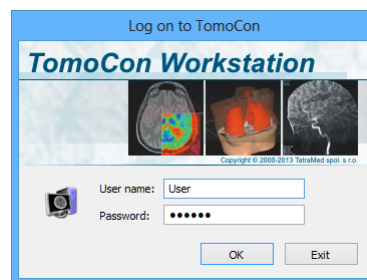 Log on to TomoCon
TomoCon Workstation
Copyright © 2000-2013 TatraMed spol. s r.o.
User name: User
Password: ••••••
OK Exit